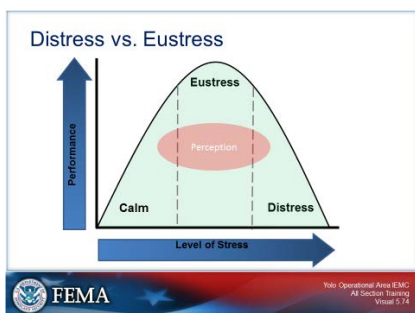 Distress vs. Eustress
Performance
Eustress
Perception
Calm
Distress
Level of Stress
FEMA
Yolo Operational Area IEMC
All Section Training
Visual 5.74